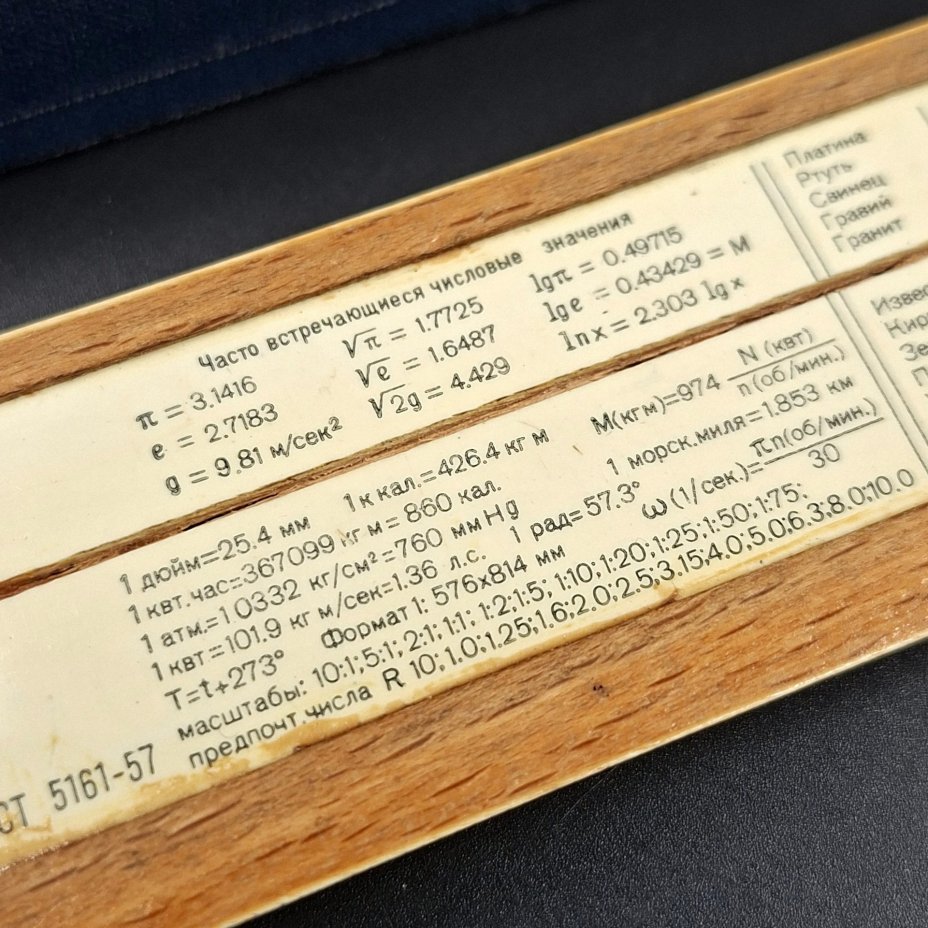 Часто встречающиеся числовые значения
π = 3.1416 √π = 1.7725 lgπ = 0.49715
e = 2.7183 √e = 1.6487 lge = 0.43429 = M
g = 9.81 м/сек² √2g = 4.429 lnx = 2.303 lgx
1 дюйм=25.4 мм 1 ккал.=426.4 кг м M(кгм)=974 N (квт)/n(об/мин.)
1 квт.час=367099 кг м= 860 кал. 1 морск.миля=1.853 км
1 атм.=1.0332 кг/см²=760 мм Hg ω(1/сек.)=πn(об/мин.)/30
1 квт=101.9 кг м/сек=1.36 л.с. 1 рад=57.3°
T=t+273° Формат 1: 576x814 мм
масштабы: 10:1;5:1; 2:1;1:1; 1:2;1:5; 1:10;1:20;1:25;1:50;1:75;
предпочт.числа R 10;1.0;1.25;1.6;2.0;2.5;3.15;4.0;5.0;6.3;8.0;10.0
СТ 5161-57
Платина
Ртуть
Свинец
Гравий
Гранит
Извес
Кир
Зе